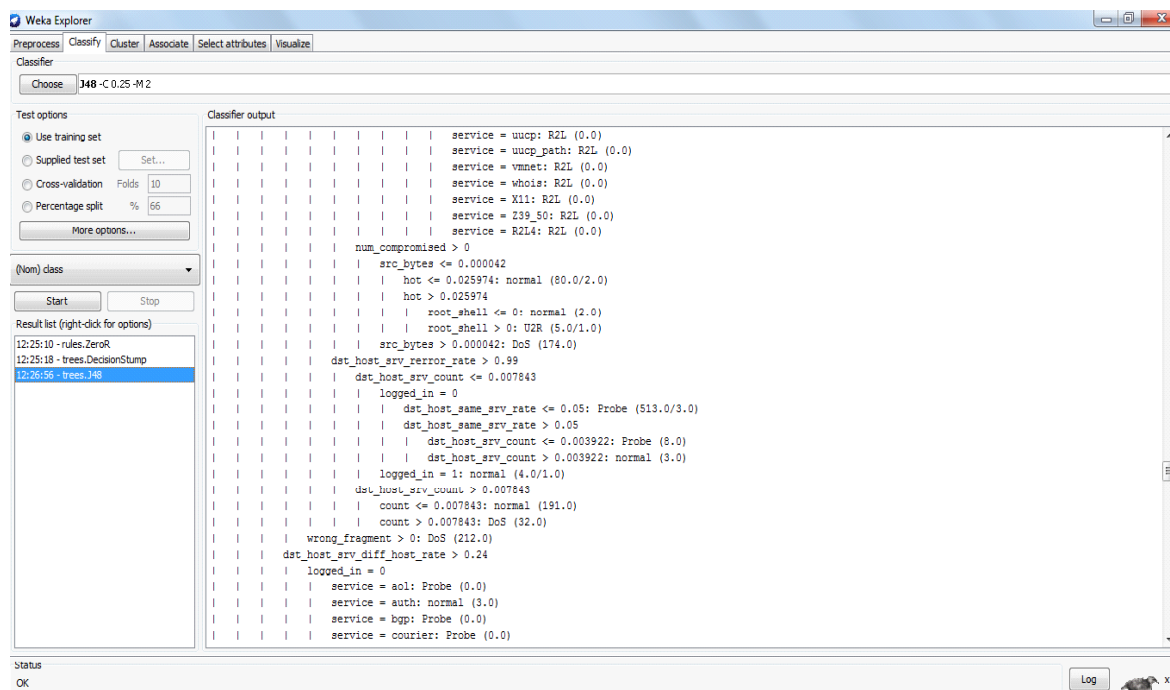 Weka Explorer
Preprocess Classify Cluster Associate Select attributes Visualize
Classifier
Choose J48 -C 0.25 -M 2
Test options
Use training set
Supplied test set Set...
Cross-validation Folds 10
Percentage split % 66
More options...
(Nom) class
Start Stop
Result list (right-click for options)
12:25:10 - rules.ZeroR
12:25:18 - trees.DecisionStump
12:26:56 - trees.J48
Classifier output
| | | | | | | | | | service = uucp: R2L (0.0)
| | | | | | | | | | service = uucp_path: R2L (0.0)
| | | | | | | | | | service = vmnet: R2L (0.0)
| | | | | | | | | | service = whois: R2L (0.0)
| | | | | | | | | | service = X11: R2L (0.0)
| | | | | | | | | | service = Z39_50: R2L (0.0)
| | | | | | | | | | service = R2L4: R2L (0.0)
| | | | | | num_compromised > 0
| | | | | | | src_bytes <= 0.000042
| | | | | | | | hot <= 0.025974: normal (80.0/2.0)
| | | | | | | | hot > 0.025974
| | | | | | | | | root_shell <= 0: normal (2.0)
| | | | | | | | | root_shell > 0: U2R (5.0/1.0)
| | | | | | | src_bytes > 0.000042: DoS (174.0)
| | | | | dst_host_srv_rerror_rate > 0.99
| | | | | | dst_host_srv_count <= 0.007843
| | | | | | | logged_in = 0
| | | | | | | | dst_host_same_srv_rate <= 0.05: Probe (513.0/3.0)
| | | | | | | | dst_host_same_srv_rate > 0.05
| | | | | | | | | dst_host_srv_count <= 0.003922: Probe (8.0)
| | | | | | | | | dst_host_srv_count > 0.003922: normal (3.0)
| | | | | | | logged_in = 1: normal (4.0/1.0)
| | | | | | dst_host_srv_count > 0.007843
| | | | | | | count <= 0.007843: normal (191.0)
| | | | | | | count > 0.007843: DoS (32.0)
| | | | wrong_fragment > 0: DoS (212.0)
| | | dst_host_srv_diff_host_rate > 0.24
| | | | logged_in = 0
| | | | | service = aol: Probe (0.0)
| | | | | service = auth: normal (3.0)
| | | | | service = bgp: Probe (0.0)
| | | | | service = courier: Probe (0.0)
Status
OK
Log
x